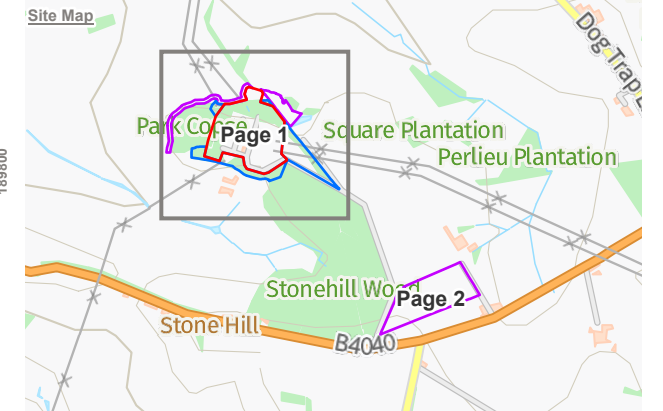 Site Map
Dog Trap L
Park Copse
Page 1
Square Plantation
Perlieu Plantation
189800
Stonehill Wood
Page 2
Stone Hill
B4040